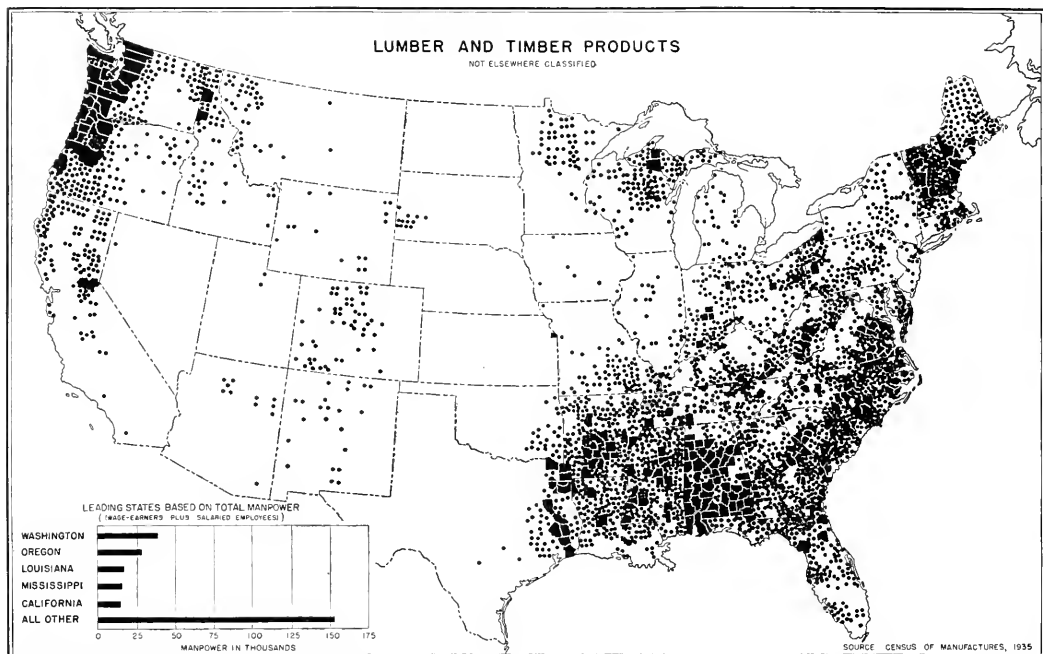 LUMBER AND TIMBER PRODUCTS
NOT ELSEWHERE CLASSIFIED
LEADING STATES BASED ON TOTAL MANPOWER
(WAGE-EARNERS PLUS SALARIED EMPLOYEES)
WASHINGTON
OREGON
LOUISIANA
MISSISSIPPI
CALIFORNIA
ALL OTHER
0 25 50 75 100 125 150 175
MANPOWER IN THOUSANDS
SOURCE CENSUS OF MANUFACTURES, 1935